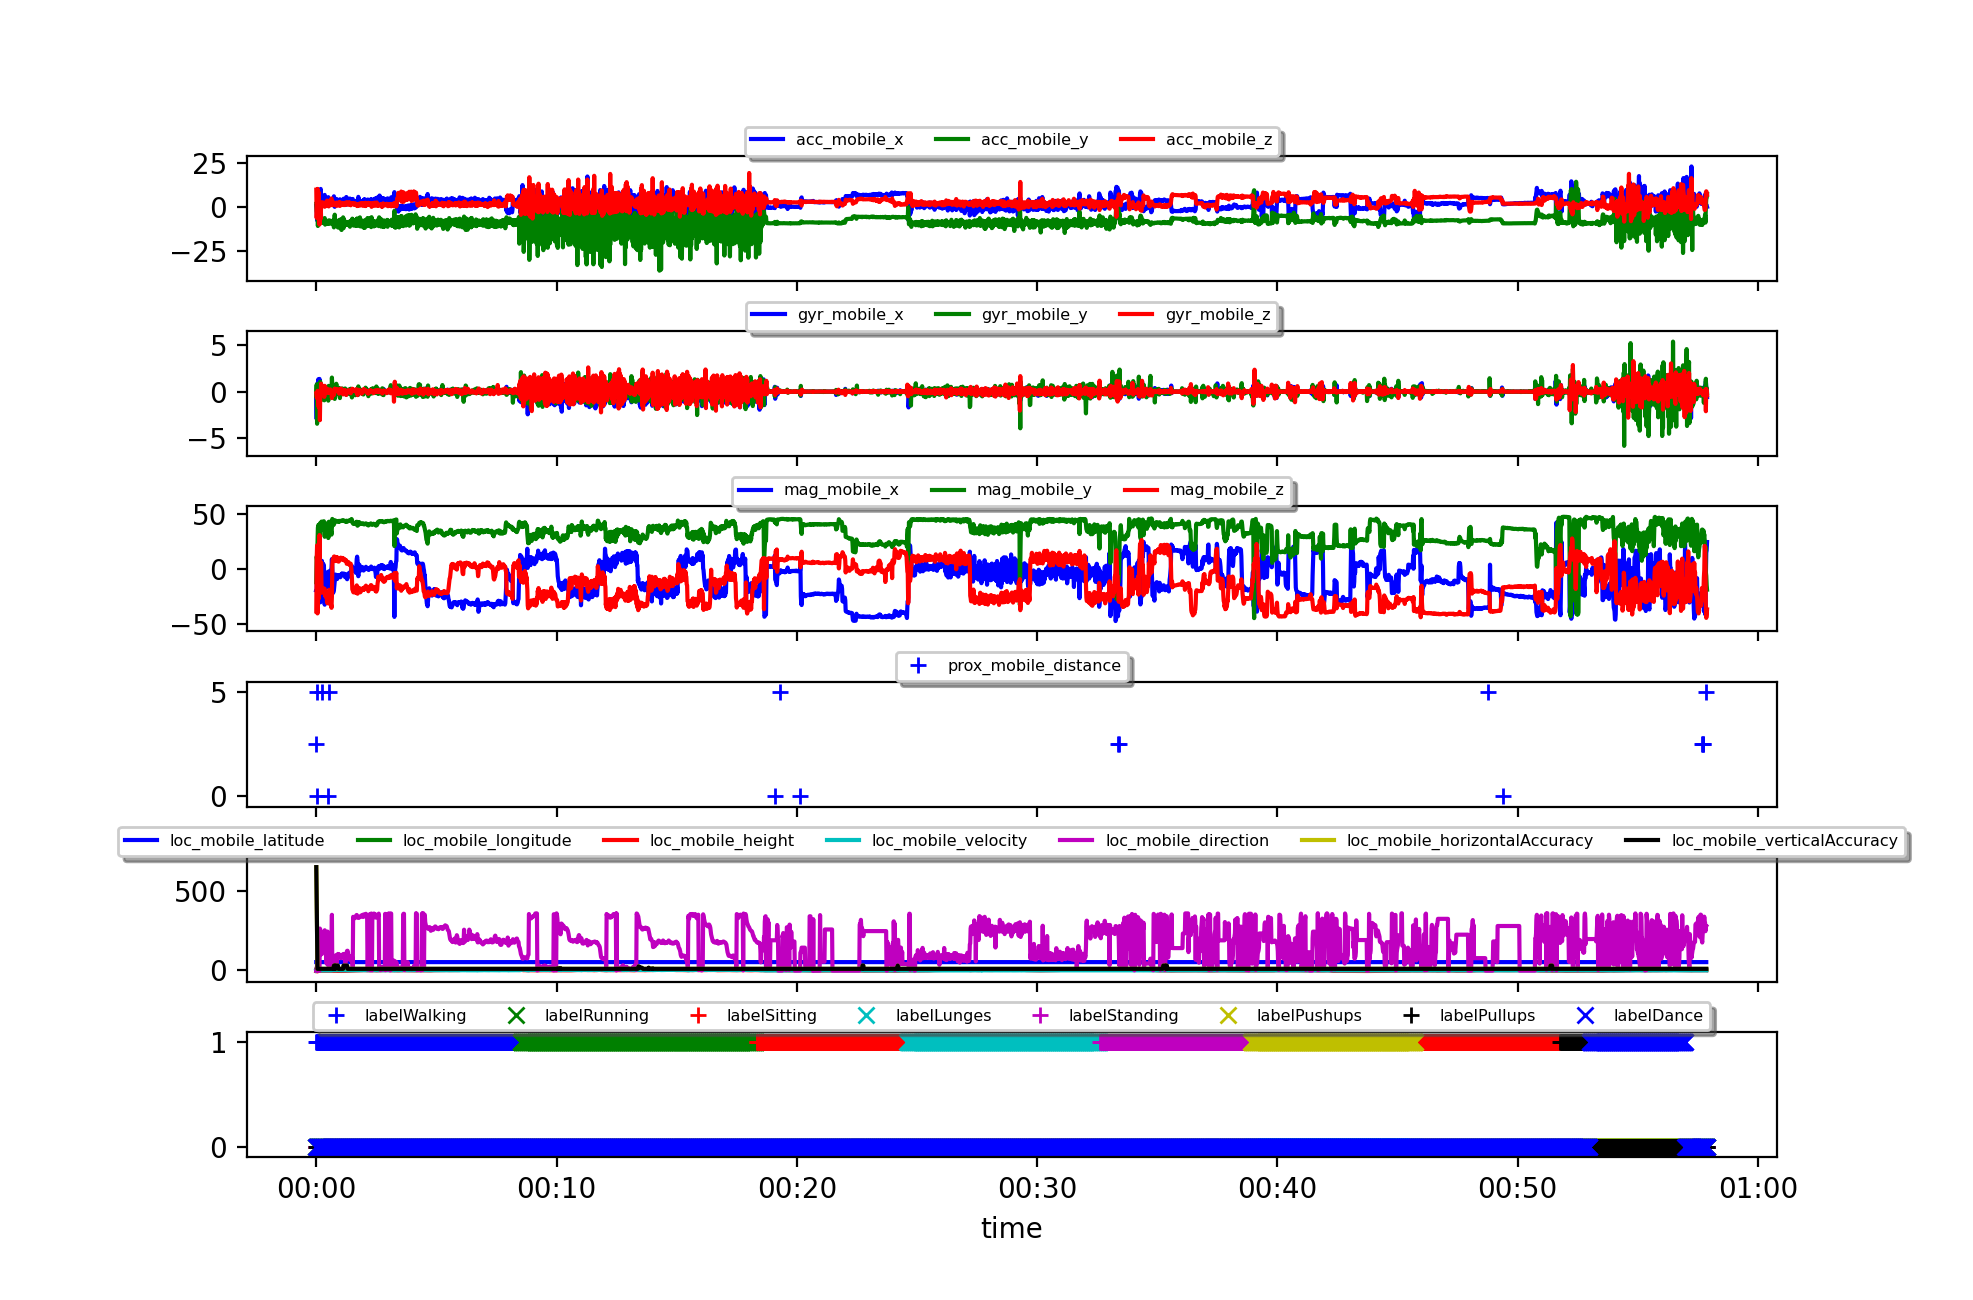 acc_mobile_x acc_mobile_y acc_mobile_z
25
0
−25
gyr_mobile_x gyr_mobile_y gyr_mobile_z
5
0
−5
mag_mobile_x mag_mobile_y mag_mobile_z
50
0
−50
prox_mobile_distance
5
0
loc_mobile_latitude loc_mobile_longitude loc_mobile_height loc_mobile_velocity loc_mobile_direction loc_mobile_horizontalAccuracy loc_mobile_verticalAccuracy
500
0
labelWalking labelRunning labelSitting labelLunges labelStanding labelPushups labelPullups labelDance
1
0
00:00 00:10 00:20 00:30 00:40 00:50 01:00
time